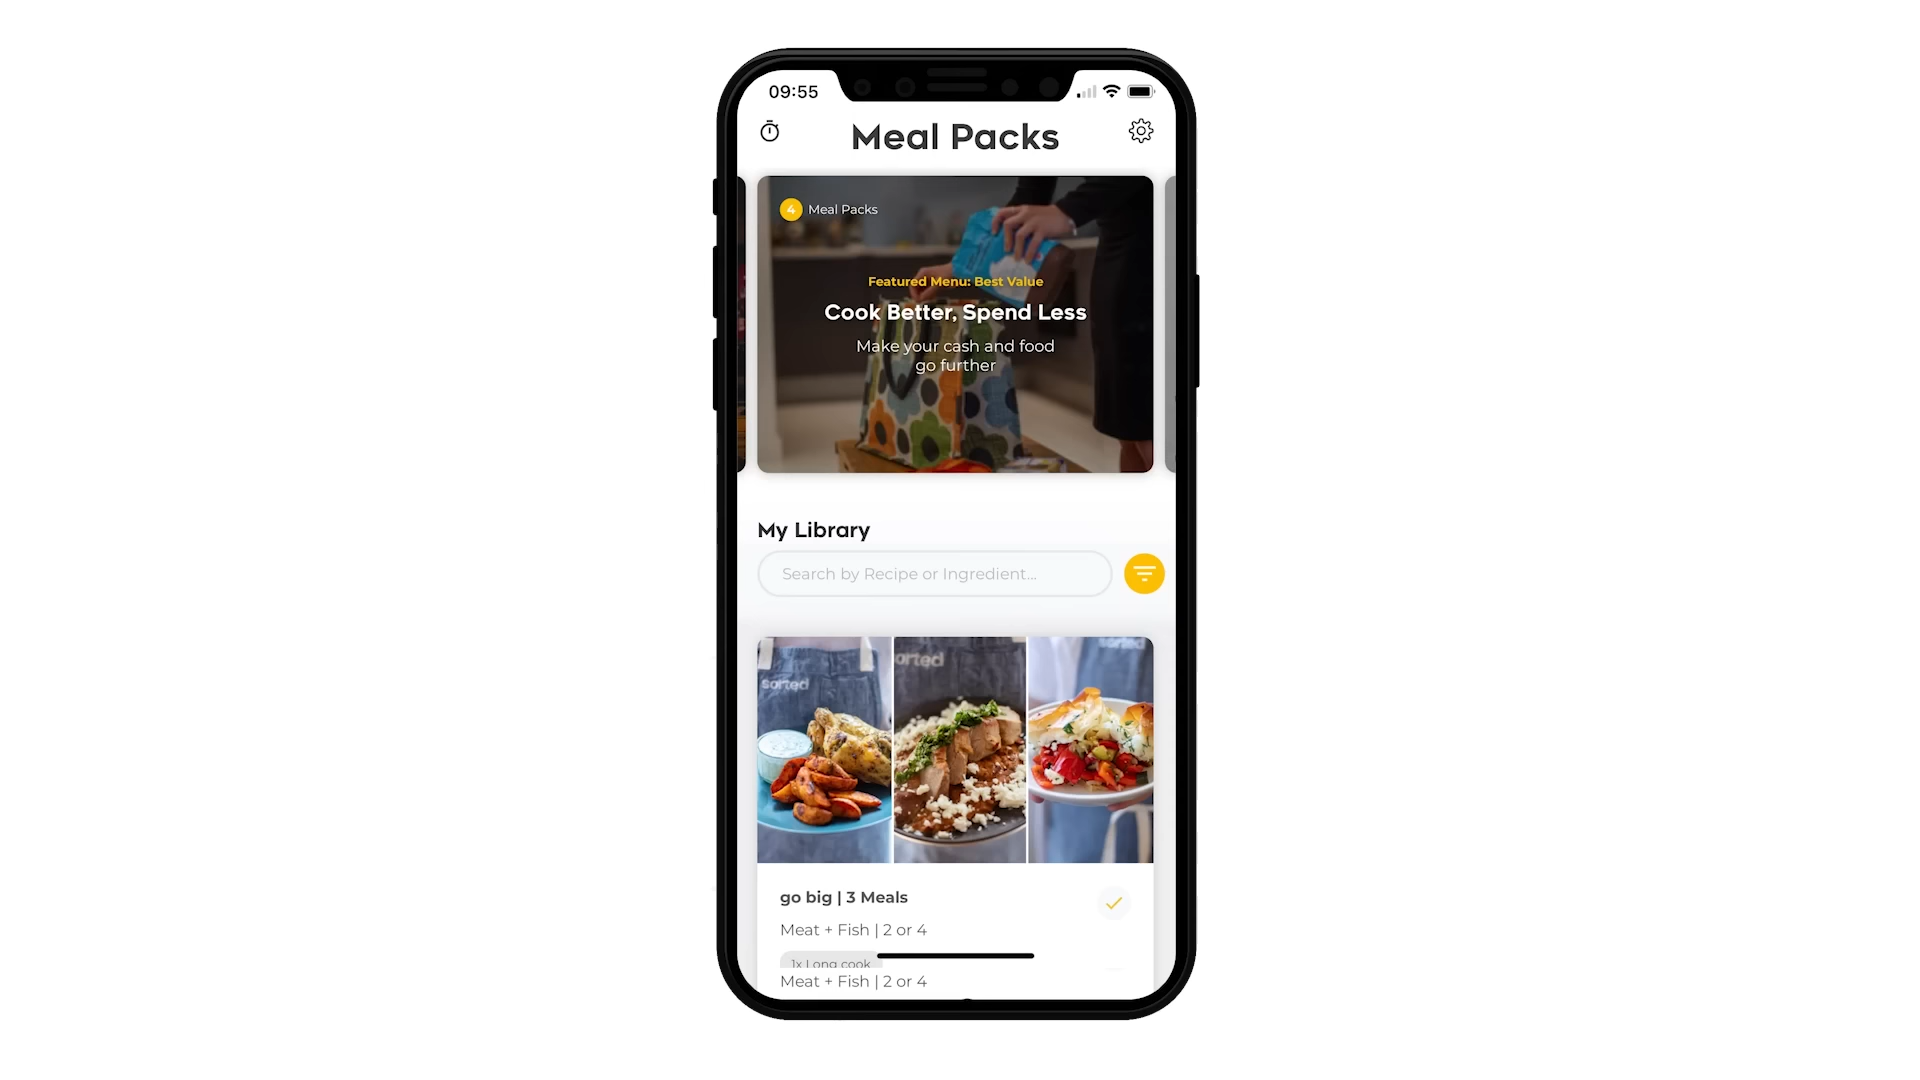 09:55
Meal Packs
4 Meal Packs
Featured Menu: Best Value
Cook Better, Spend Less
Make your cash and food
go further
My Library
Search by Recipe or Ingredient...
sorted
sorted
sorted
go big | 3 Meals
Meat + Fish | 2 or 4
1x Long cook
Meat + Fish | 2 or 4